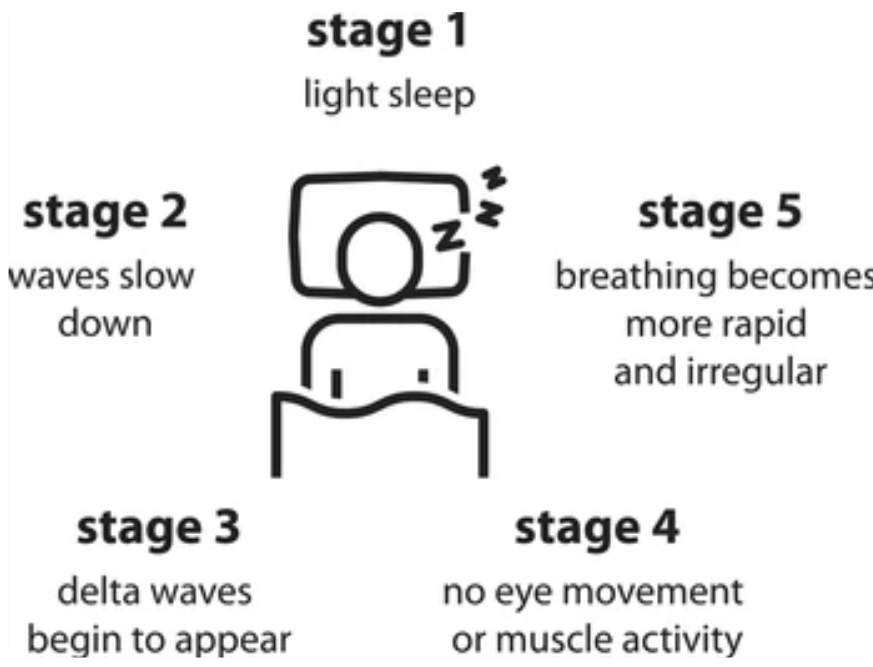 stage 1
light sleep
stage 2
waves slow
down
stage 3
delta waves
begin to appear
stage 4
no eye movement
or muscle activity
stage 5
breathing becomes
more rapid
and irregular
z
z
z